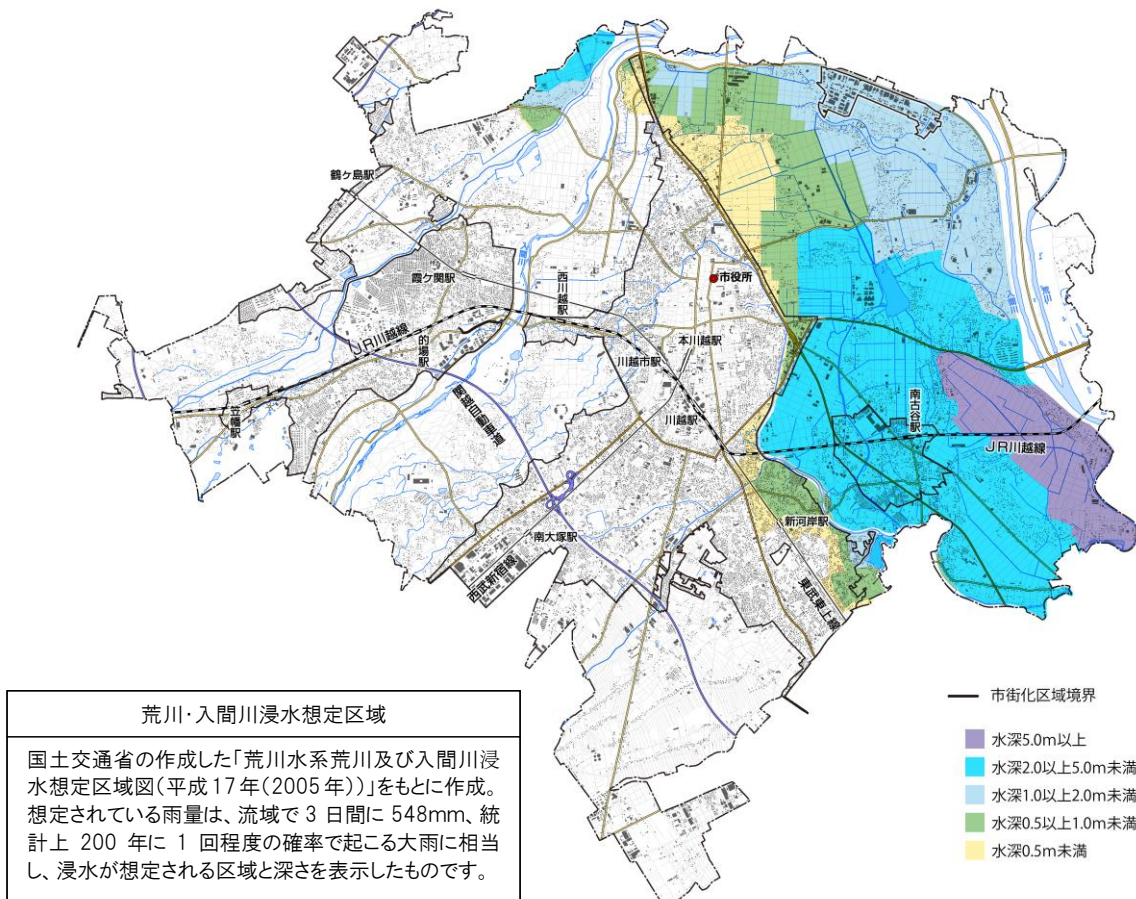 鶴ヶ島駅
霞ケ関駅
西川越駅
市役所
JR川越線
的場駅
川越市駅
本川越駅
笠幡駅
関越自動車道
川越駅
南古谷駅
JR川越線
新河岸駅
南大塚駅
西武新宿線
東武東上線
荒川・入間川浸水想定区域
国土交通省の作成した「荒川水系荒川及び入間川浸
水想定区域図(平成17年(2005年))」をもとに作成。
想定されている雨量は、流域で3日間に548mm、統
計上 200 年に 1 回程度の確率で起こる大雨に相当
し、浸水が想定される区域と深さを表示したものです。
市街化区域境界
水深5.0m以上
水深2.0以上5.0m未満
水深1.0以上2.0m未満
水深0.5以上1.0m未満
水深0.5m未満